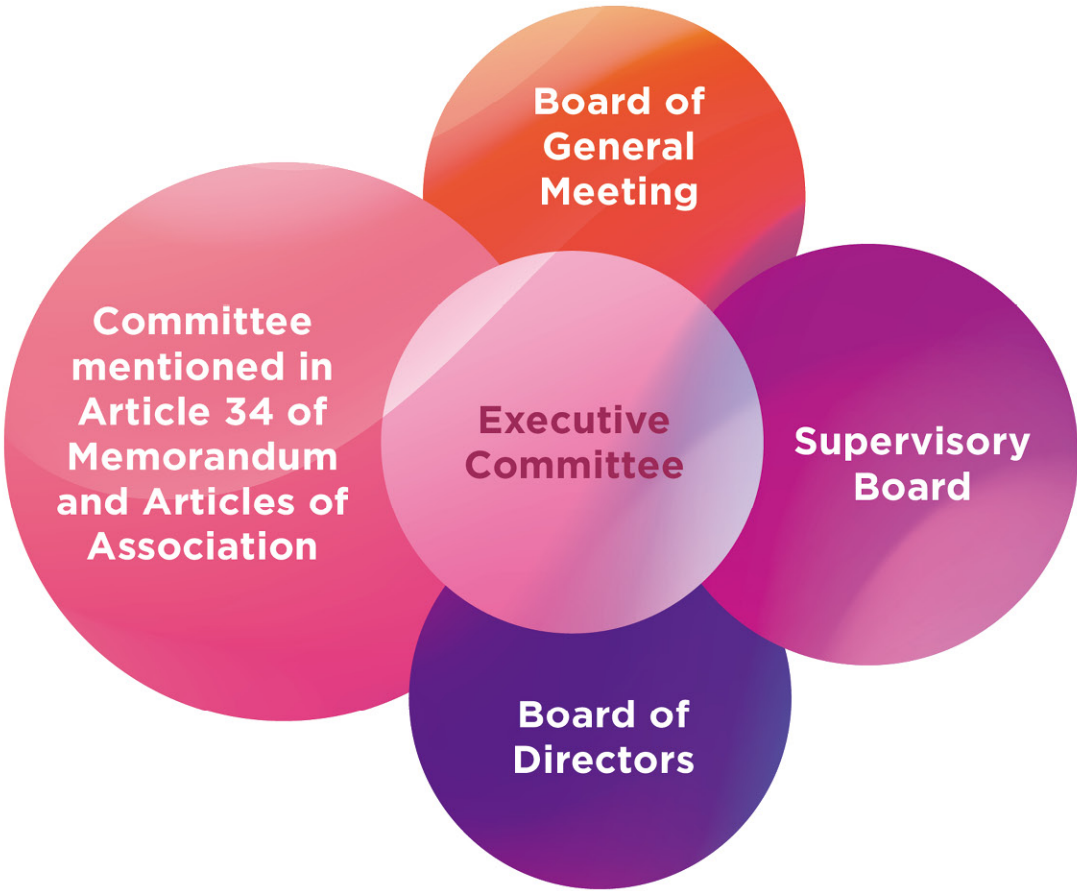 Board of
General
Meeting
Committee
mentioned in
Article 34 of
Memorandum
and Articles of
Association
Executive
Committee
Supervisory
Board
Board of
Directors